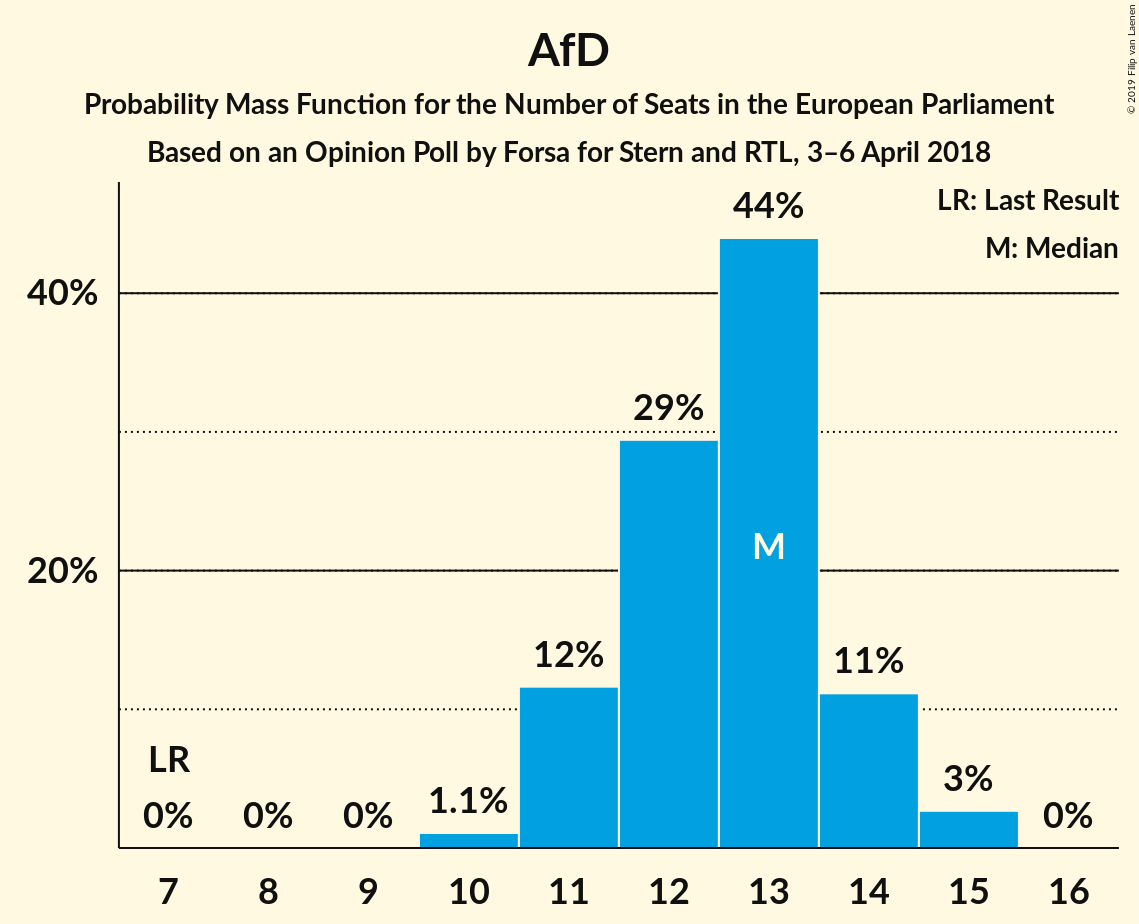 AfD
Probability Mass Function for the Number of Seats in the European Parliament
Based on an Opinion Poll by Forsa for Stern and RTL, 3–6 April 2018
© 2019 Filip van Laenen
LR: Last Result
M: Median
44%
40%
29%
M
20%
12%
11%
LR
3%
1.1%
0%
0%
0%
0%
7 8 9 10 11 12 13 14 15 16